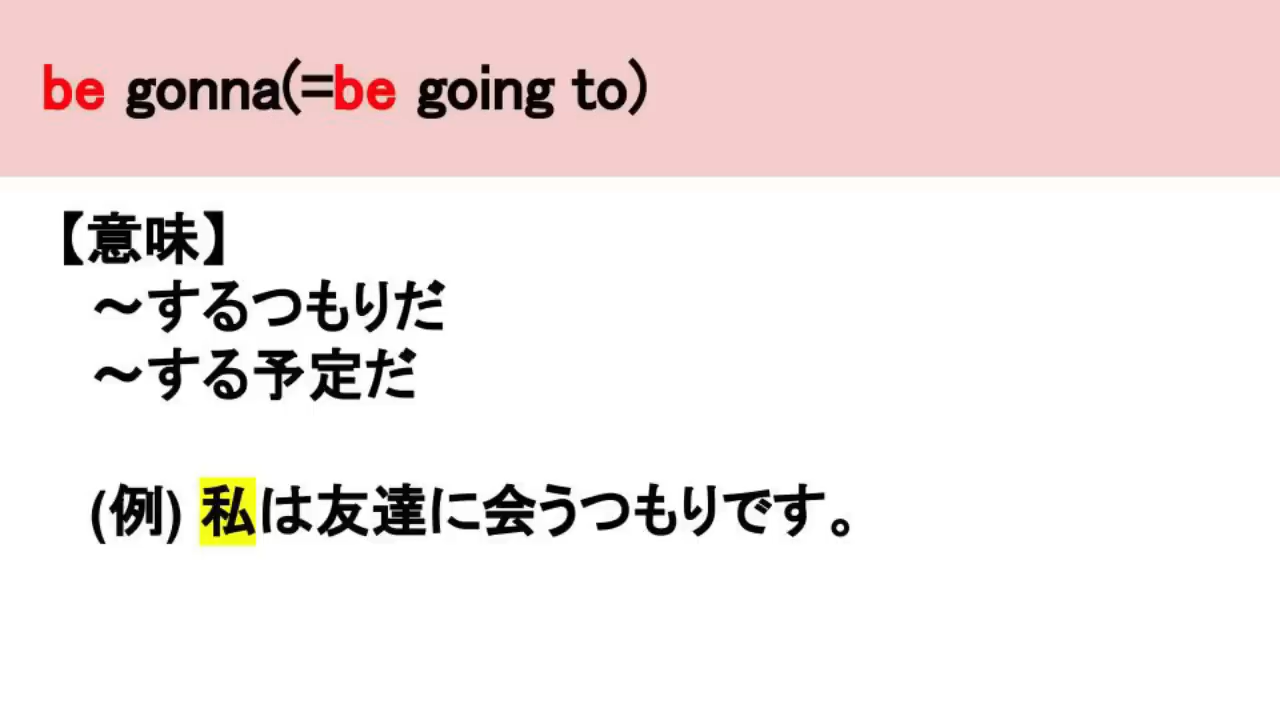 be gonna(=be going to)
【意味】
～するつもりだ
～する予定だ
(例) 私は友達に会うつもりです。